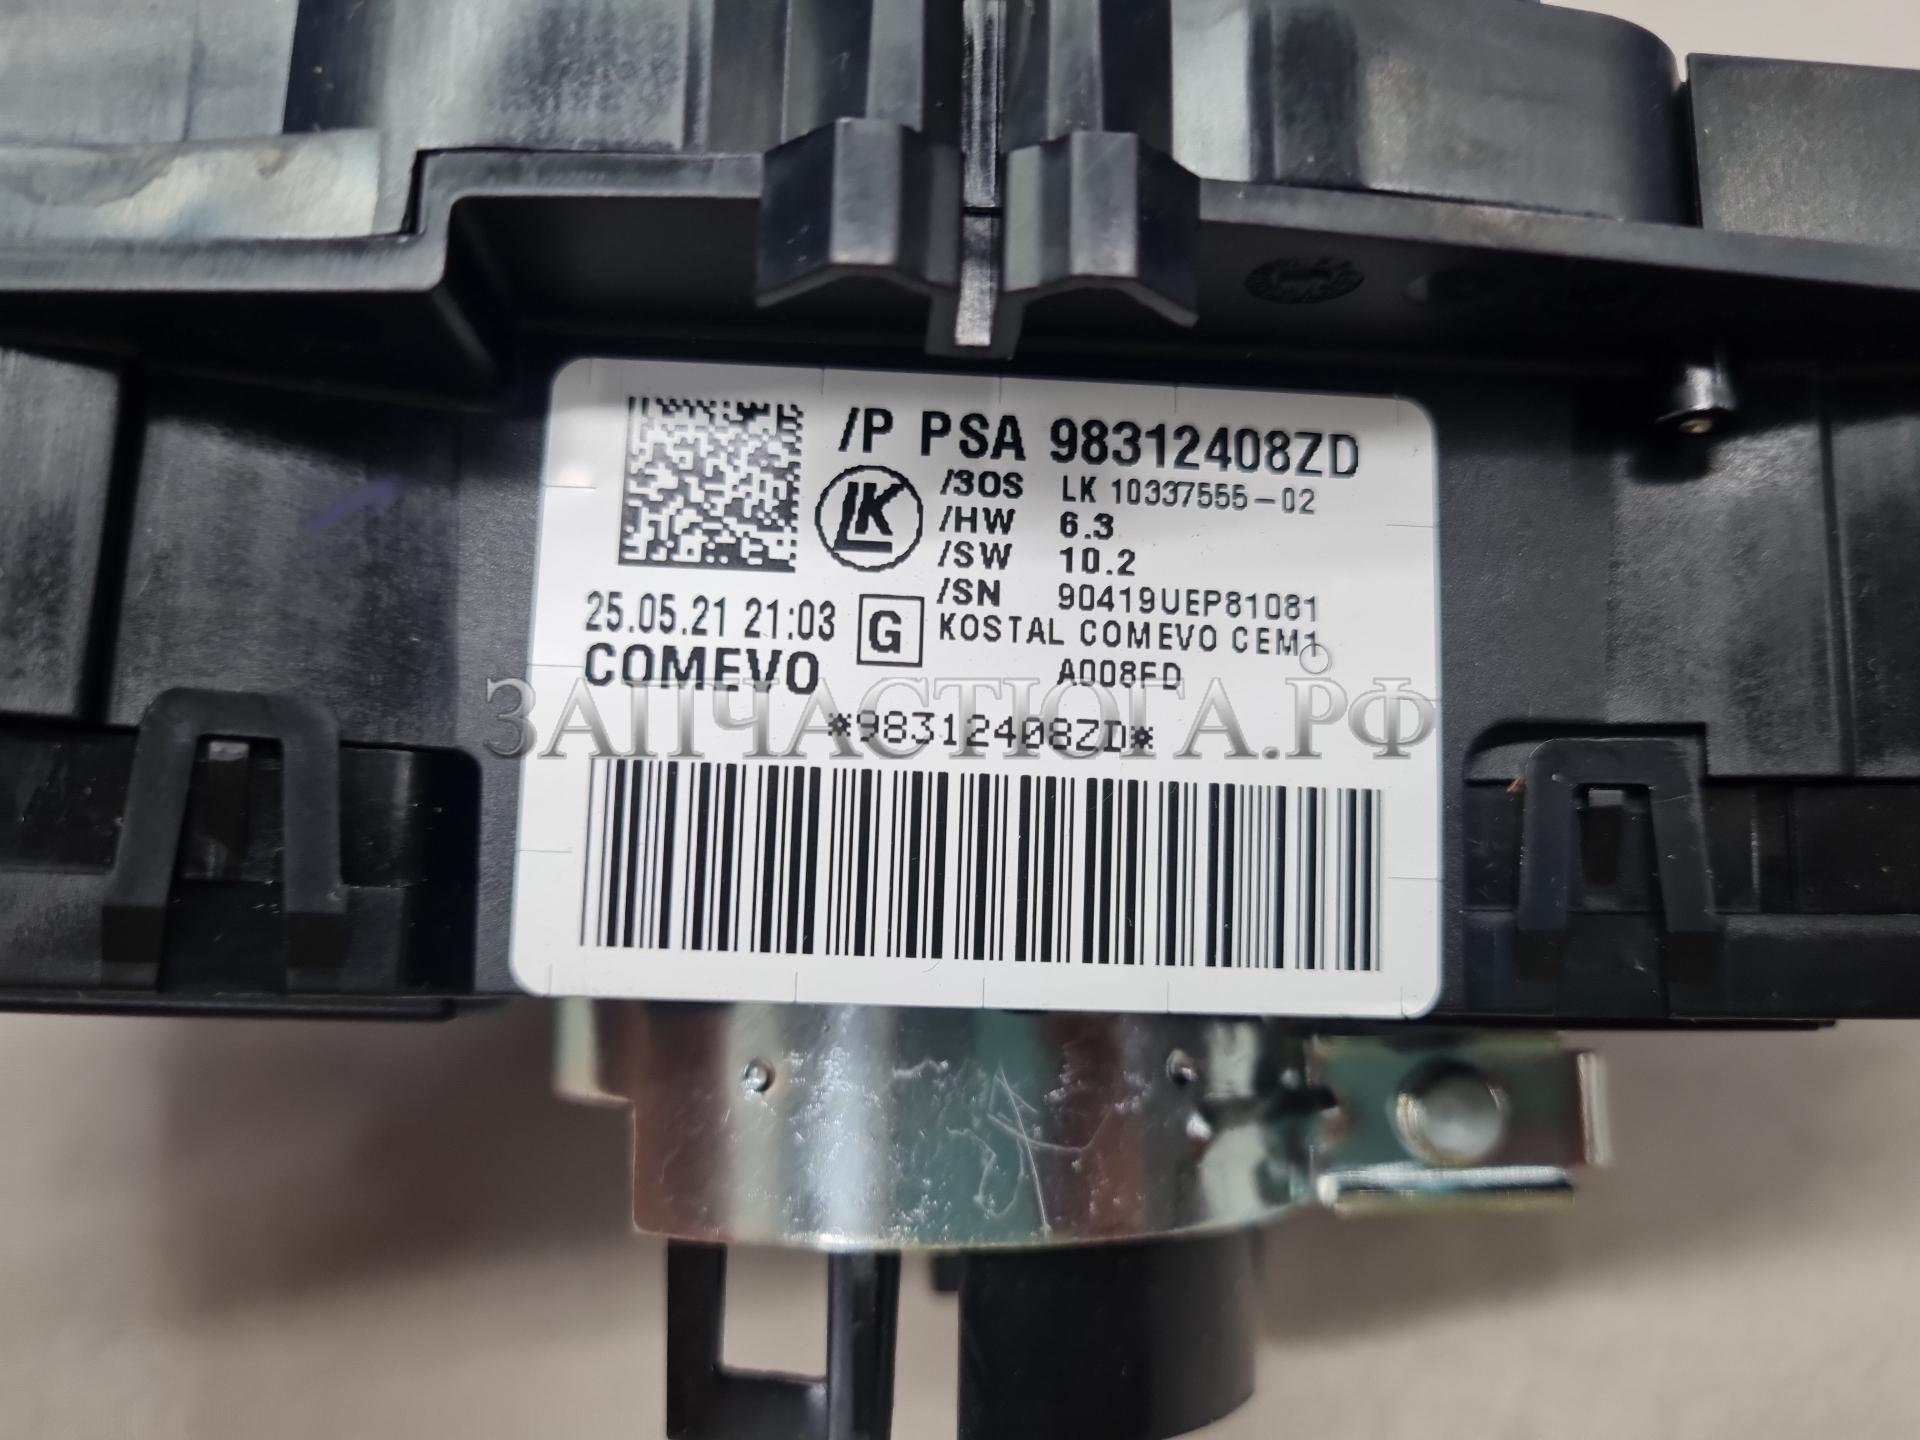 /P PSA 98312408ZD
LK
/30S LK 10337555-02
/HW 6.3
/SW 10.2
/SN 90419UEP81081
25.05.21 21:03
G
KOSTAL COMEVO CEM1
COMEVO
A008FD
ЗАПЧАСТЮГА.РФ
*98312408ZD*